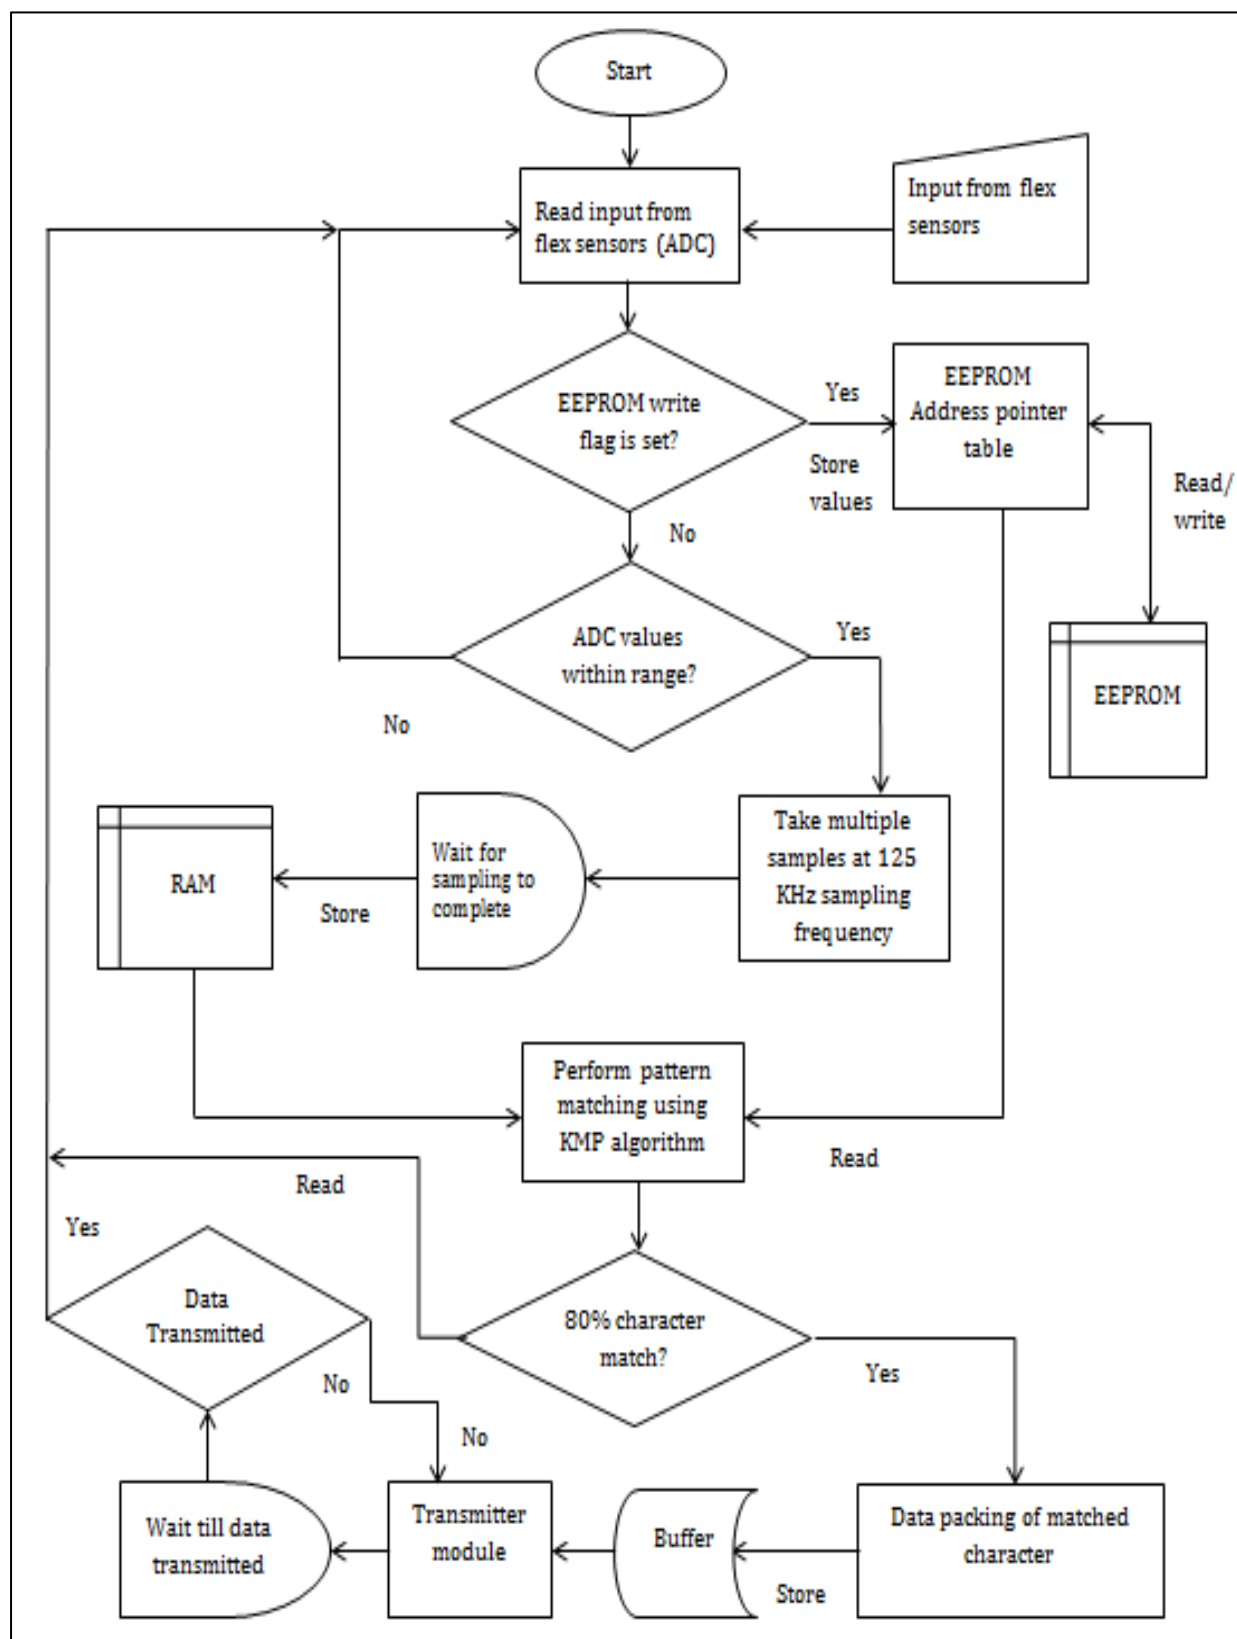 Start
Input from flex
sensors
Read input from
flex sensors (ADC)
EEPROM write
flag is set?
Yes
Store
values
EEPROM
Address pointer
table
Read/
write
No
ADC values
within range?
Yes
No
EEPROM
Take multiple
samples at 125
KHz sampling
frequency
Wait for
sampling to
complete
Store
RAM
Perform pattern
matching using
KMP algorithm
Read
Read
Yes
Data
Transmitted
No
80% character
match?
Yes
No
Wait till data
transmitted
Transmitter
module
Buffer
Store
Data packing of matched
character